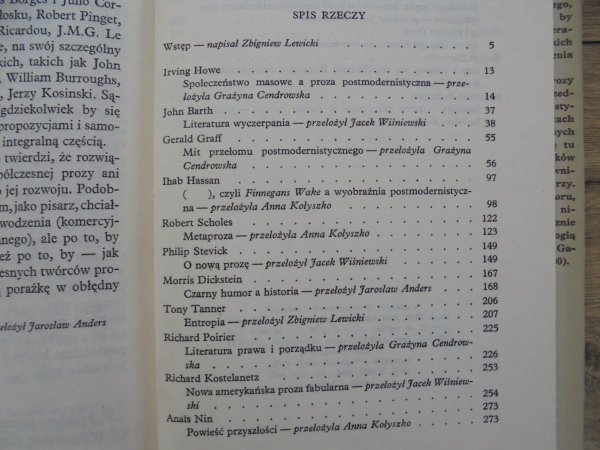 Borges i Julio Cor-
łosku, Robert Pinget,
Ricardou, J.M.G. Le
, na swój szczególny
kich, takich jak John
William Burroughs,
, Jerzy Kosinski. Są-
gdziekolwiek by się
propozycjami i samo-
integralną częścią.
twierdzi, że rozwią-
półczesnej prozy ani
o jej rozwoju. Podob-
m, jako pisarz, chciał-
wodzenia (komercyj-
nego), ale po to, by
eż po to, by — jak
esnych twórców pro-
ą porażkę w obłędny
łożył Jarosław Anders
SPIS RZECZY
Wstęp — napisał Zbigniew Lewicki 5
Irving Howe . . . . . . . . . . . . 13
Społeczeństwo masowe a proza postmodernistyczna — prze-
łożyła Grażyna Cendrowska . . . . . . . . 14
John Barth . . . . . . . . . . . . 37
Literatura wyczerpania — przełożył Jacek Wiśniewski . . 38
Gerald Graff . . . . . . . . . . . . 55
Mit przełomu postmodernistycznego — przełożyła Grażyna
Cendrowska . . . . . . . . . . . . 56
Ihab Hassan . . . . . . . . . . . . 97
( ), czyli Finnegans Wake a wyobraźnia postmodernistycz-
na — przełożyła Anna Kołyszko . . . . . . . 98
Robert Scholes . . . . . . . . . . . . 122
Metaproza — przełożyła Anna Kołyszko . . . . . 123
Philip Stevick . . . . . . . . . . . . 149
O nową prozę — przełożył Jacek Wiśniewski . . . . 149
Morris Dickstein . . . . . . . . . . . . 167
Czarny humor a historia — przełożył Jarosław Anders . . 168
Tony Tanner . . . . . . . . . . . . 206
Entropia — przełożył Zbigniew Lewicki . . . . . 207
Richard Poirier . . . . . . . . . . . . 225
Literatura prawa i porządku — przełożyła Grażyna Cendrow-
ska . . . . . . . . . . . . 226
Richard Kostelanetz . . . . . . . . . . . . 253
Nowa amerykańska proza fabularna — przełożył Jacek Wiśniew-
ski . . . . . . . . . . . . 254
Anaïs Nin . . . . . . . . . . . . 273
Powieść przyszłości — przełożyła Anna Kołyszko . . . 273